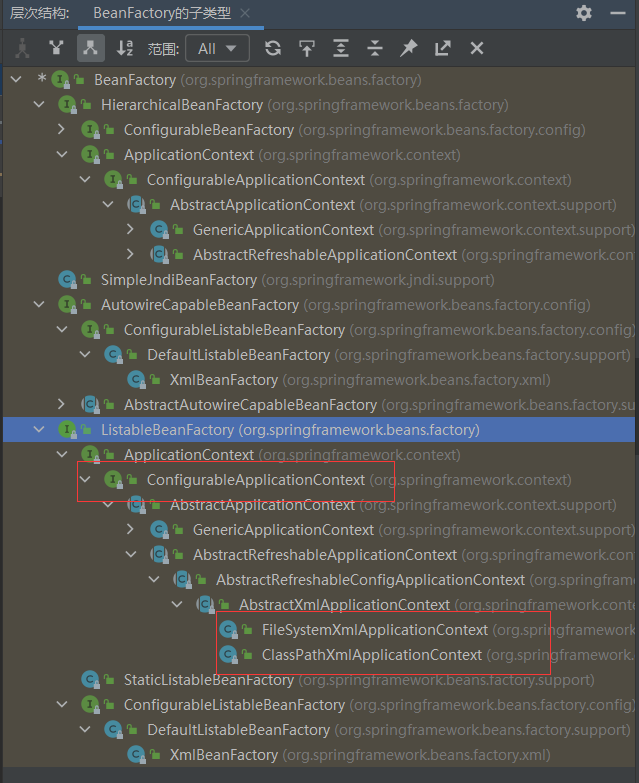 层次结构: BeanFactory的子类型
范围: All
* BeanFactory (org.springframework.beans.factory)
HierarchicalBeanFactory (org.springframework.beans.factory)
ConfigurableBeanFactory (org.springframework.beans.factory.config)
ApplicationContext (org.springframework.context)
ConfigurableApplicationContext (org.springframework.context)
AbstractApplicationContext (org.springframework.context.support)
GenericApplicationContext (org.springframework.context.support)
AbstractRefreshableApplicationContext (org.springframework.con
SimpleJndiBeanFactory (org.springframework.jndi.support)
AutowireCapableBeanFactory (org.springframework.beans.factory.config)
ConfigurableListableBeanFactory (org.springframework.beans.factory.config)
DefaultListableBeanFactory (org.springframework.beans.factory.support)
XmlBeanFactory (org.springframework.beans.factory.xml)
AbstractAutowireCapableBeanFactory (org.springframework.beans.factory.su
ListableBeanFactory (org.springframework.beans.factory)
ApplicationContext (org.springframework.context)
ConfigurableApplicationContext (org.springframework.context)
AbstractApplicationContext (org.springframework.context.support)
GenericApplicationContext (org.springframework.context.support)
AbstractRefreshableApplicationContext (org.springframework.con
AbstractRefreshableConfigApplicationContext (org.springframe
AbstractXmlApplicationContext (org.springframework.conte
FileSystemXmlApplicationContext (org.springframework
ClassPathXmlApplicationContext (org.springframework.
StaticListableBeanFactory (org.springframework.beans.factory.support)
ConfigurableListableBeanFactory (org.springframework.beans.factory.config)
DefaultListableBeanFactory (org.springframework.beans.factory.support)
XmlBeanFactory (org.springframework.beans.factory.xml)